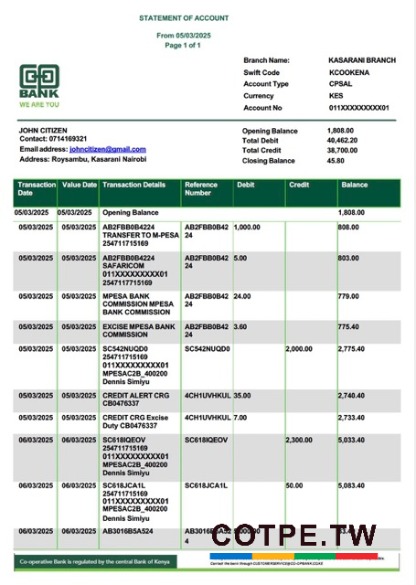 STATEMENT OF ACCOUNT
From 05/03/2025
Page 1 of 1
BANK
WE ARE YOU
Branch Name: KASARANI BRANCH
Swift Code KCOOKENA
Account Type CPSAL
Currency KES
Account No 011XXXXXXXXX01
JOHN CITIZEN
Contact: 0714169321
Email address: johncitizen@gmail.com
Address: Roysambu, Kasarani Nairobi
Opening Balance 1,808.00
Total Debit 40,462.20
Total Credit 38,700.00
Closing Balance 45.80
Transaction Date Value Date Transaction Details Reference Number Debit Credit Balance
05/03/2025 05/03/2025 Opening Balance 1,808.00
05/03/2025 05/03/2025 AB2FBB0B4224 AB2FBB0B42 1,000.00 808.00
TRANSFER TO M-PESA 24
254711715169
05/03/2025 05/03/2025 AB2FBB0B4224 AB2FBB0B42 5.00 803.00
SAFARICOM 24
011XXXXXXXXX01
2547117715169
05/03/2025 05/03/2025 MPESA BANK AB2FBB0B42 24.00 779.00
COMMISSION MPESA 24
BANK COMMISSION
05/03/2025 05/03/2025 EXCISE MPESA BANK AB2FBB0B42 3.60 775.40
COMMISSION 24
05/03/2025 05/03/2025 SC542NUQD0 SC542NUQD0 2,000.00 2,775.40
254711715169
011XXXXXXXXX01
MPESAC2B_400200
Dennis Simiyu
05/03/2025 05/03/2025 CREDIT ALERT CRG 4CH1UVHKUL 35.00 2,740.40
CB0476337
05/03/2025 05/03/2025 CREDIT CRG Excise 4CH1UVHKUL 7.00 2,733.40
Duty CB0476337
06/03/2025 06/03/2025 SC618IQEOV SC618IQEOV 2,300.00 5,033.40
254711715169
011XXXXXXXXX01
MPESAC2B_400200
Dennis Simiyu
06/03/2025 06/03/2025 SC618JCA1L SC618JCA1L 50.00 5,083.40
254711715169
011XXXXXXXXX01
MPESAC2B_400200
Dennis Simiyu
06/03/2025 06/03/2025 AB3016B5A524
4
COTPE.TW
Co-operative Bank is regulated by the central Bank of Kenya